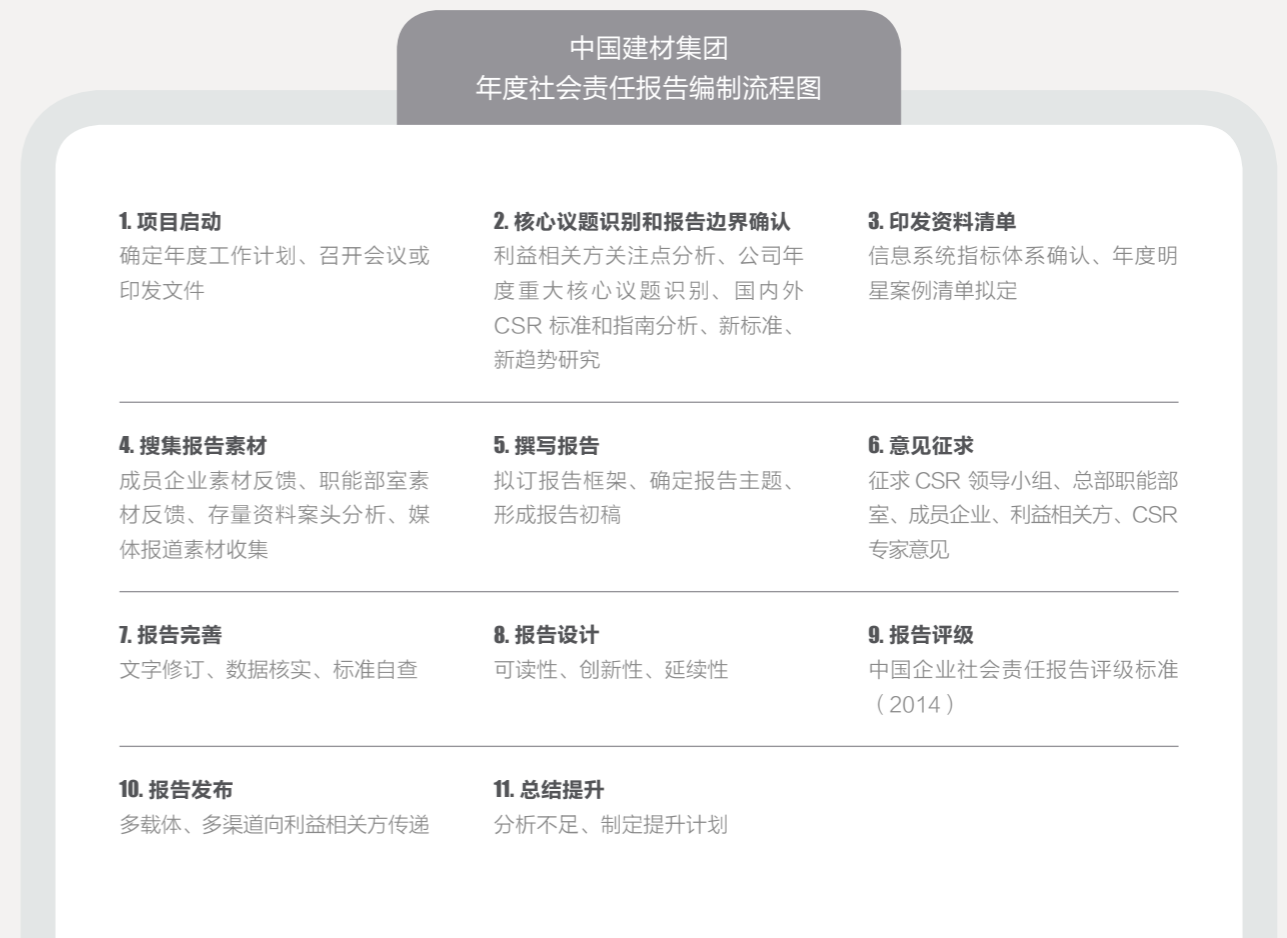 中国建材集团
年度社会责任报告编制流程图
1. 项目启动
确定年度工作计划、召开会议或
印发文件
2. 核心议题识别和报告边界确认
利益相关方关注点分析、公司年
度重大核心议题识别、国内外
CSR 标准和指南分析、新标准、
新趋势研究
3. 印发资料清单
信息系统指标体系确认、年度明
星案例清单拟定
4. 搜集报告素材
成员企业素材反馈、职能部室素
材反馈、存量资料案头分析、媒
体报道素材收集
5. 撰写报告
拟订报告框架、确定报告主题、
形成报告初稿
6. 意见征求
征求 CSR 领导小组、总部职能部
室、成员企业、利益相关方、CSR
专家意见
7. 报告完善
文字修订、数据核实、标准自查
8. 报告设计
可读性、创新性、延续性
9. 报告评级
中国企业社会责任报告评级标准
（2014）
10. 报告发布
多载体、多渠道向利益相关方传递
11. 总结提升
分析不足、制定提升计划